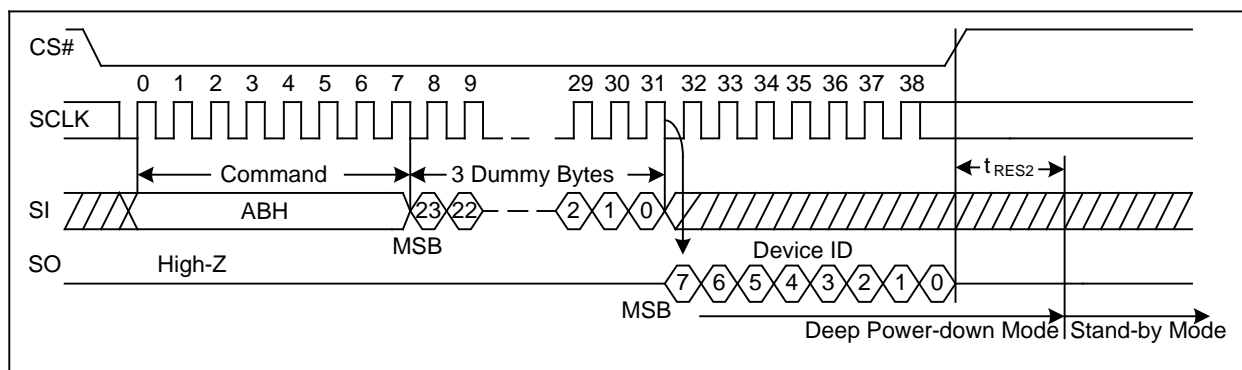 CS#
0 1 2 3 4 5 6 7 8 9 29 30 31 32 33 34 35 36 37 38
SCLK
Command 3 Dummy Bytes tRES2
SI ABH 23 22 2 1 0
MSB
SO High-Z Device ID
7 6 5 4 3 2 1 0
MSB
Deep Power-down Mode Stand-by Mode